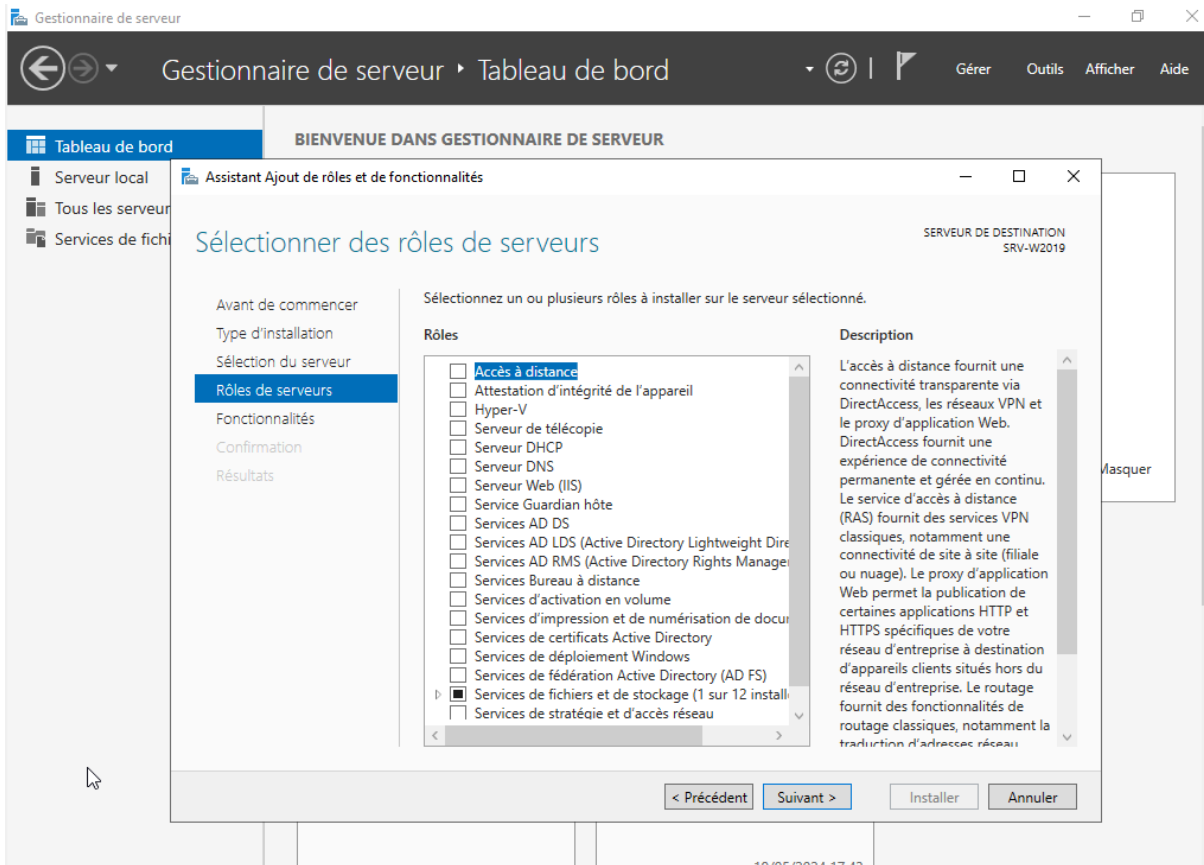 Gestionnaire de serveur
Gestionnaire de serveur ‣ Tableau de bord
Gérer Outils Afficher Aide
Tableau de bord
Serveur local
Tous les serveur
Services de fichi
BIENVENUE DANS GESTIONNAIRE DE SERVEUR
Assistant Ajout de rôles et de fonctionnalités
Sélectionner des rôles de serveurs
SERVEUR DE DESTINATION
SRV-W2019
Avant de commencer
Type d'installation
Sélection du serveur
Rôles de serveurs
Fonctionnalités
Confirmation
Résultats
Sélectionnez un ou plusieurs rôles à installer sur le serveur sélectionné.
Rôles
Accès à distance
Attestation d'intégrité de l'appareil
Hyper-V
Serveur de télécopie
Serveur DHCP
Serveur DNS
Serveur Web (IIS)
Service Guardian hôte
Services AD DS
Services AD LDS (Active Directory Lightweight Dire
Services AD RMS (Active Directory Rights Manage
Services Bureau à distance
Services d'activation en volume
Services d'impression et de numérisation de docu
Services de certificats Active Directory
Services de déploiement Windows
Services de fédération Active Directory (AD FS)
Services de fichiers et de stockage (1 sur 12 install
Services de stratégie et d'accès réseau
Description
L'accès à distance fournit une
connectivité transparente via
DirectAccess, les réseaux VPN et
le proxy d'application Web.
DirectAccess fournit une
expérience de connectivité
permanente et gérée en continu.
Le service d'accès à distance
(RAS) fournit des services VPN
classiques, notamment une
connectivité de site à site (filiale
ou nuage). Le proxy d'application
Web permet la publication de
certaines applications HTTP et
HTTPS spécifiques de votre
réseau d'entreprise à destination
d'appareils clients situés hors du
réseau d'entreprise. Le routage
fournit des fonctionnalités de
routage classiques, notamment la
traduction d'adresses réseau
Masquer
< Précédent Suivant > Installer Annuler